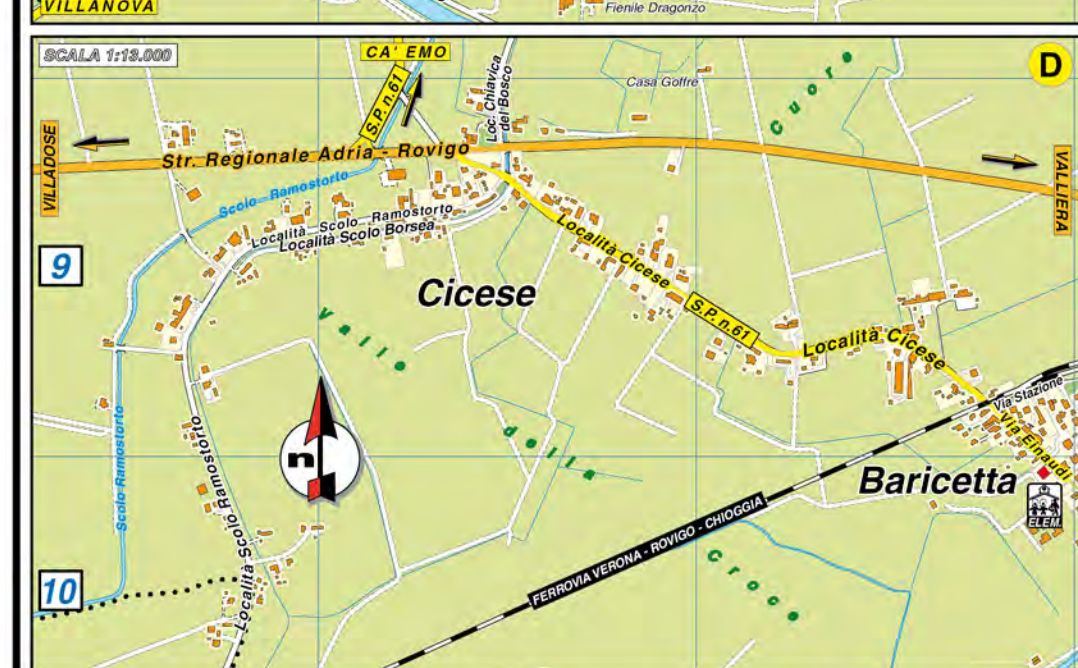 VILLANOVA
Fienile Dragonzo
SCALA 1:13.000
CA' EMO
D
S.P. n.61
Loc. Chiavica
del Bosco
Casa Goffre
Cuore
VILLADOSE
Str. Regionale Adria - Rovigo
VALLIERA
Scolo Ramostorto
Località Scolo Ramostorto
Località Scolo Borsea
9
Cicese
Località Cicese
S.P. n.61
Località Cicese
Vallo
della
Croce
Via Stazione
Via Einaudi
Scolo Ramostorto
Località Scolo Ramostorto
n
Baricetta
ELEM.
FERROVIA VERONA - ROVIGO - CHIOGGIA
10